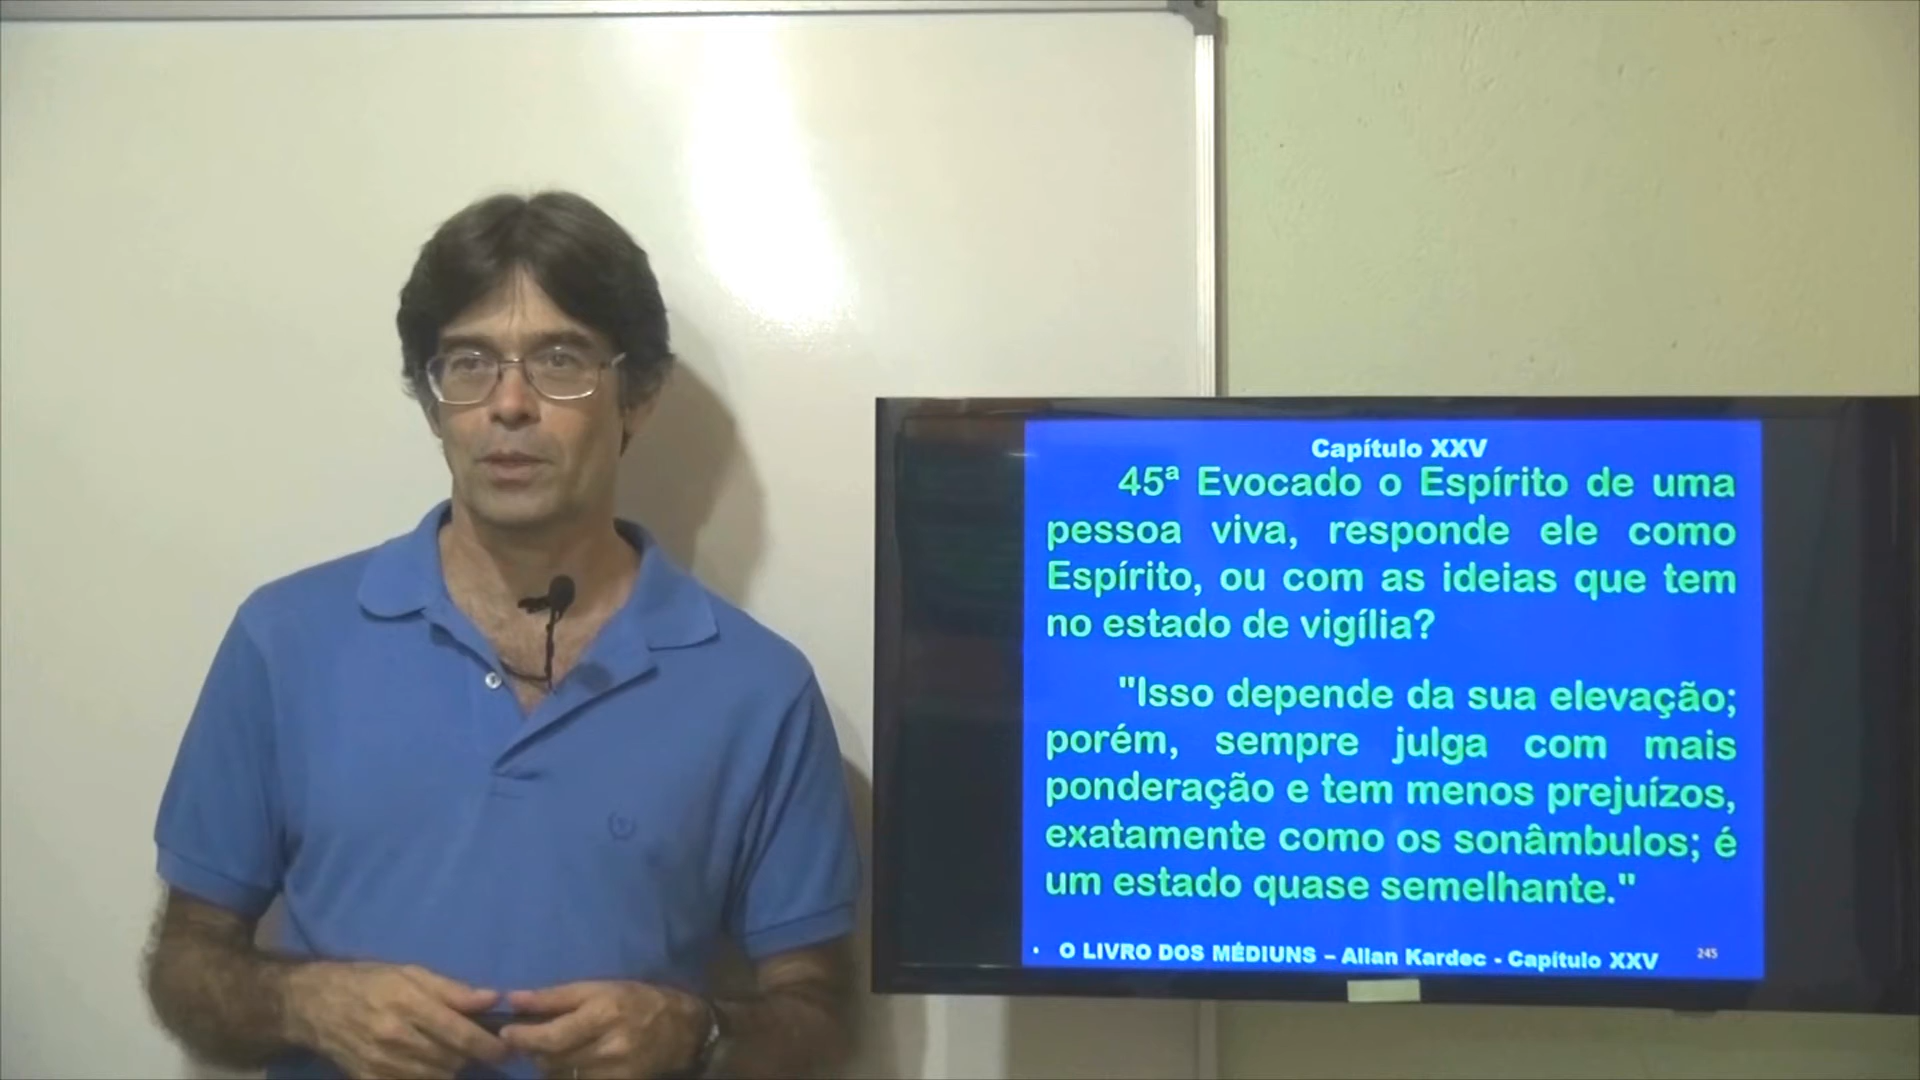 Capítulo XXV
45ª Evocado o Espírito de uma
pessoa viva, responde ele como
Espírito, ou com as ideias que tem
no estado de vigília?
"Isso depende da sua elevação;
porém, sempre julga com mais
ponderação e tem menos prejuízos,
exatamente como os sonâmbulos; é
um estado quase semelhante."
• O LIVRO DOS MÉDIUNS – Allan Kardec - Capítulo XXV
245